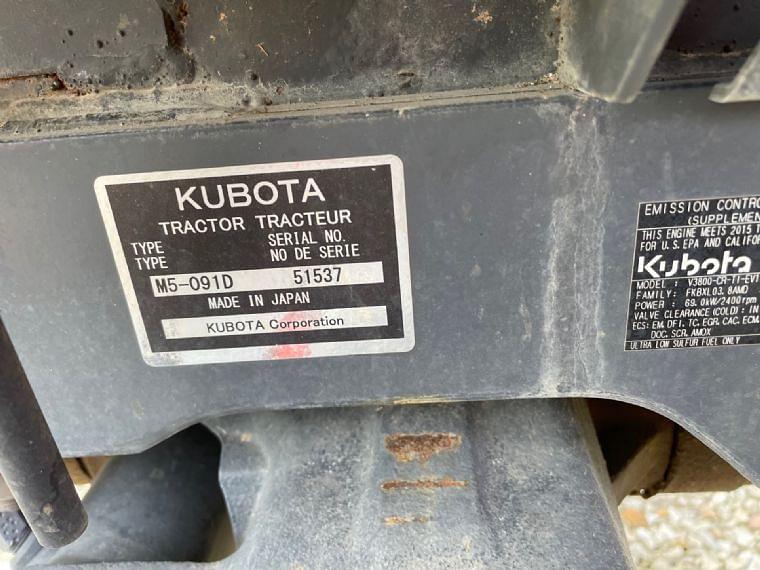 KUBOTA
TRACTOR TRACTEUR
TYPE SERIAL NO.
TYPE NO DE SERIE
M5-091D 51537
MADE IN JAPAN
KUBOTA Corporation
EMISSION CONTRO
(SUPPLEMEN
THIS ENGINE MEETS 2015 T
FOR U.S. EPA AND CALIFO
Kubota
MODEL : V3800-CR-TI-EV1
FAMILY: FKBXL03.8AMD
POWER : 69.0kW/2400rpm
VALVE CLEARANCE (COLD) : IN
ECS: EM, DFI, TC, EGR, CAC, ECM,
DOC, SCR, AMOX
ULTRA LOW SULFUR FUEL ONLY